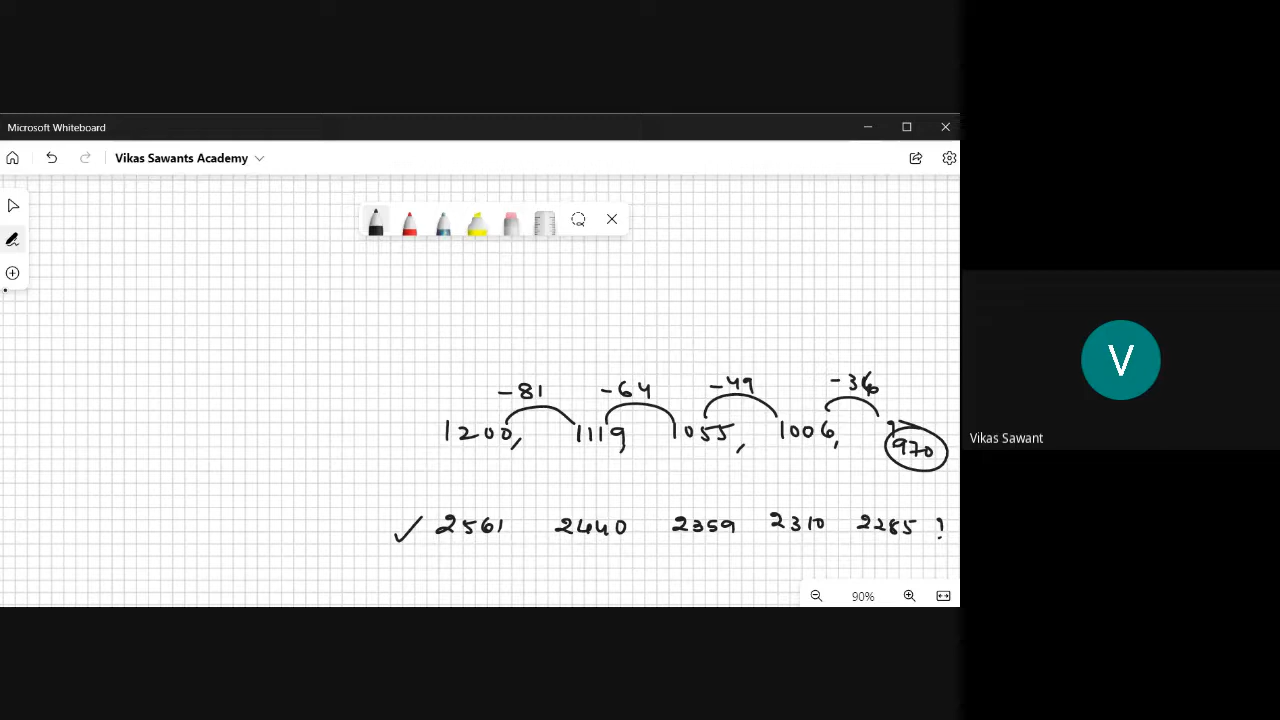 Microsoft Whiteboard
Vikas Sawants Academy
-81 -64 -49 -36
1200, 1119 1055, 1006, 970
V
Vikas Sawant
✓ 2561 2440 2359 2310 2285 ?
90%